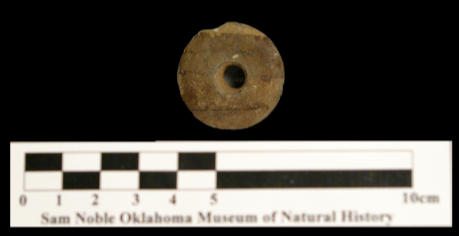 0 1 2 3 4 5 10cm
Sam Noble Oklahoma Museum of Natural History